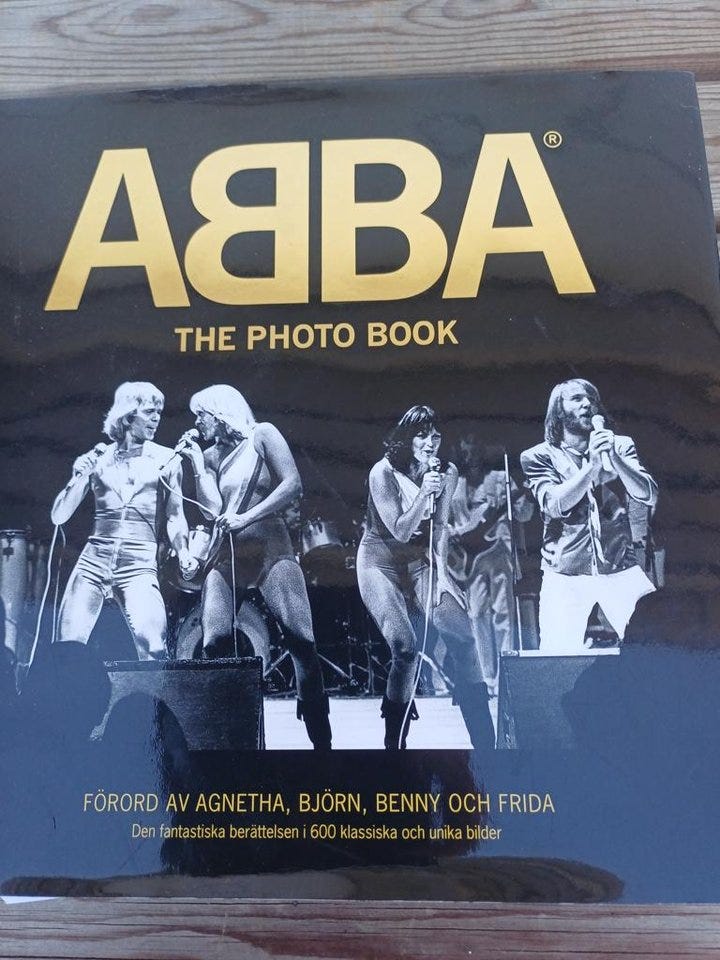 ABBA®
THE PHOTO BOOK
FÖRORD AV AGNETHA, BJÖRN, BENNY OCH FRIDA
Den fantastiska berättelsen i 600 klassiska och unika bilder